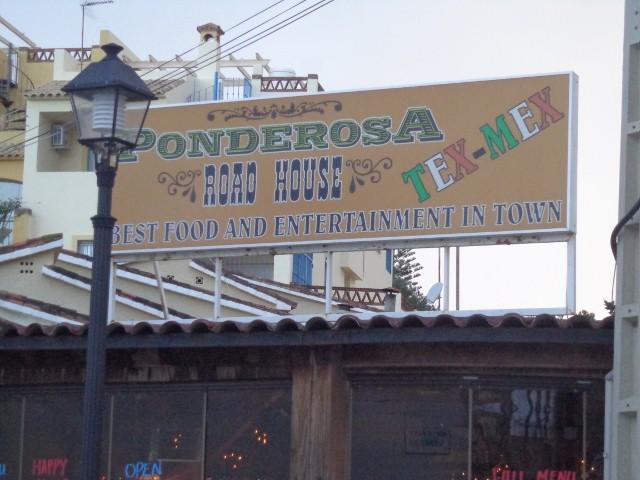 PONDEROSA
TEX-MEX
ROAD HOUSE
BEST FOOD AND ENTERTAINMENT IN TOWN
HAPPY
OPEN
FULL MENU